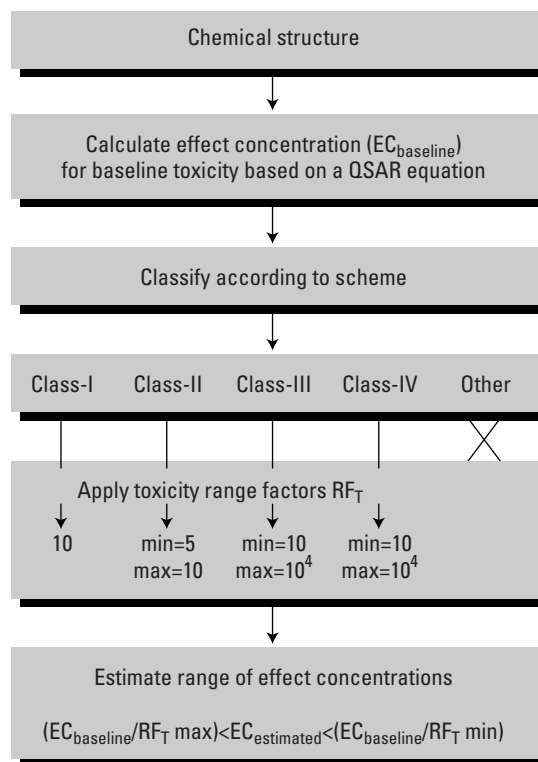 Chemical structure
Calculate effect concentration (EC_baseline)
for baseline toxicity based on a QSAR equation
Classify according to scheme
Class-I Class-II Class-III Class-IV Other
Apply toxicity range factors RF_T
10 min=5 min=10 min=10
max=10 max=10^4 max=10^4
Estimate range of effect concentrations
(EC_baseline/RF_T max)<EC_estimated<(EC_baseline/RF_T min)